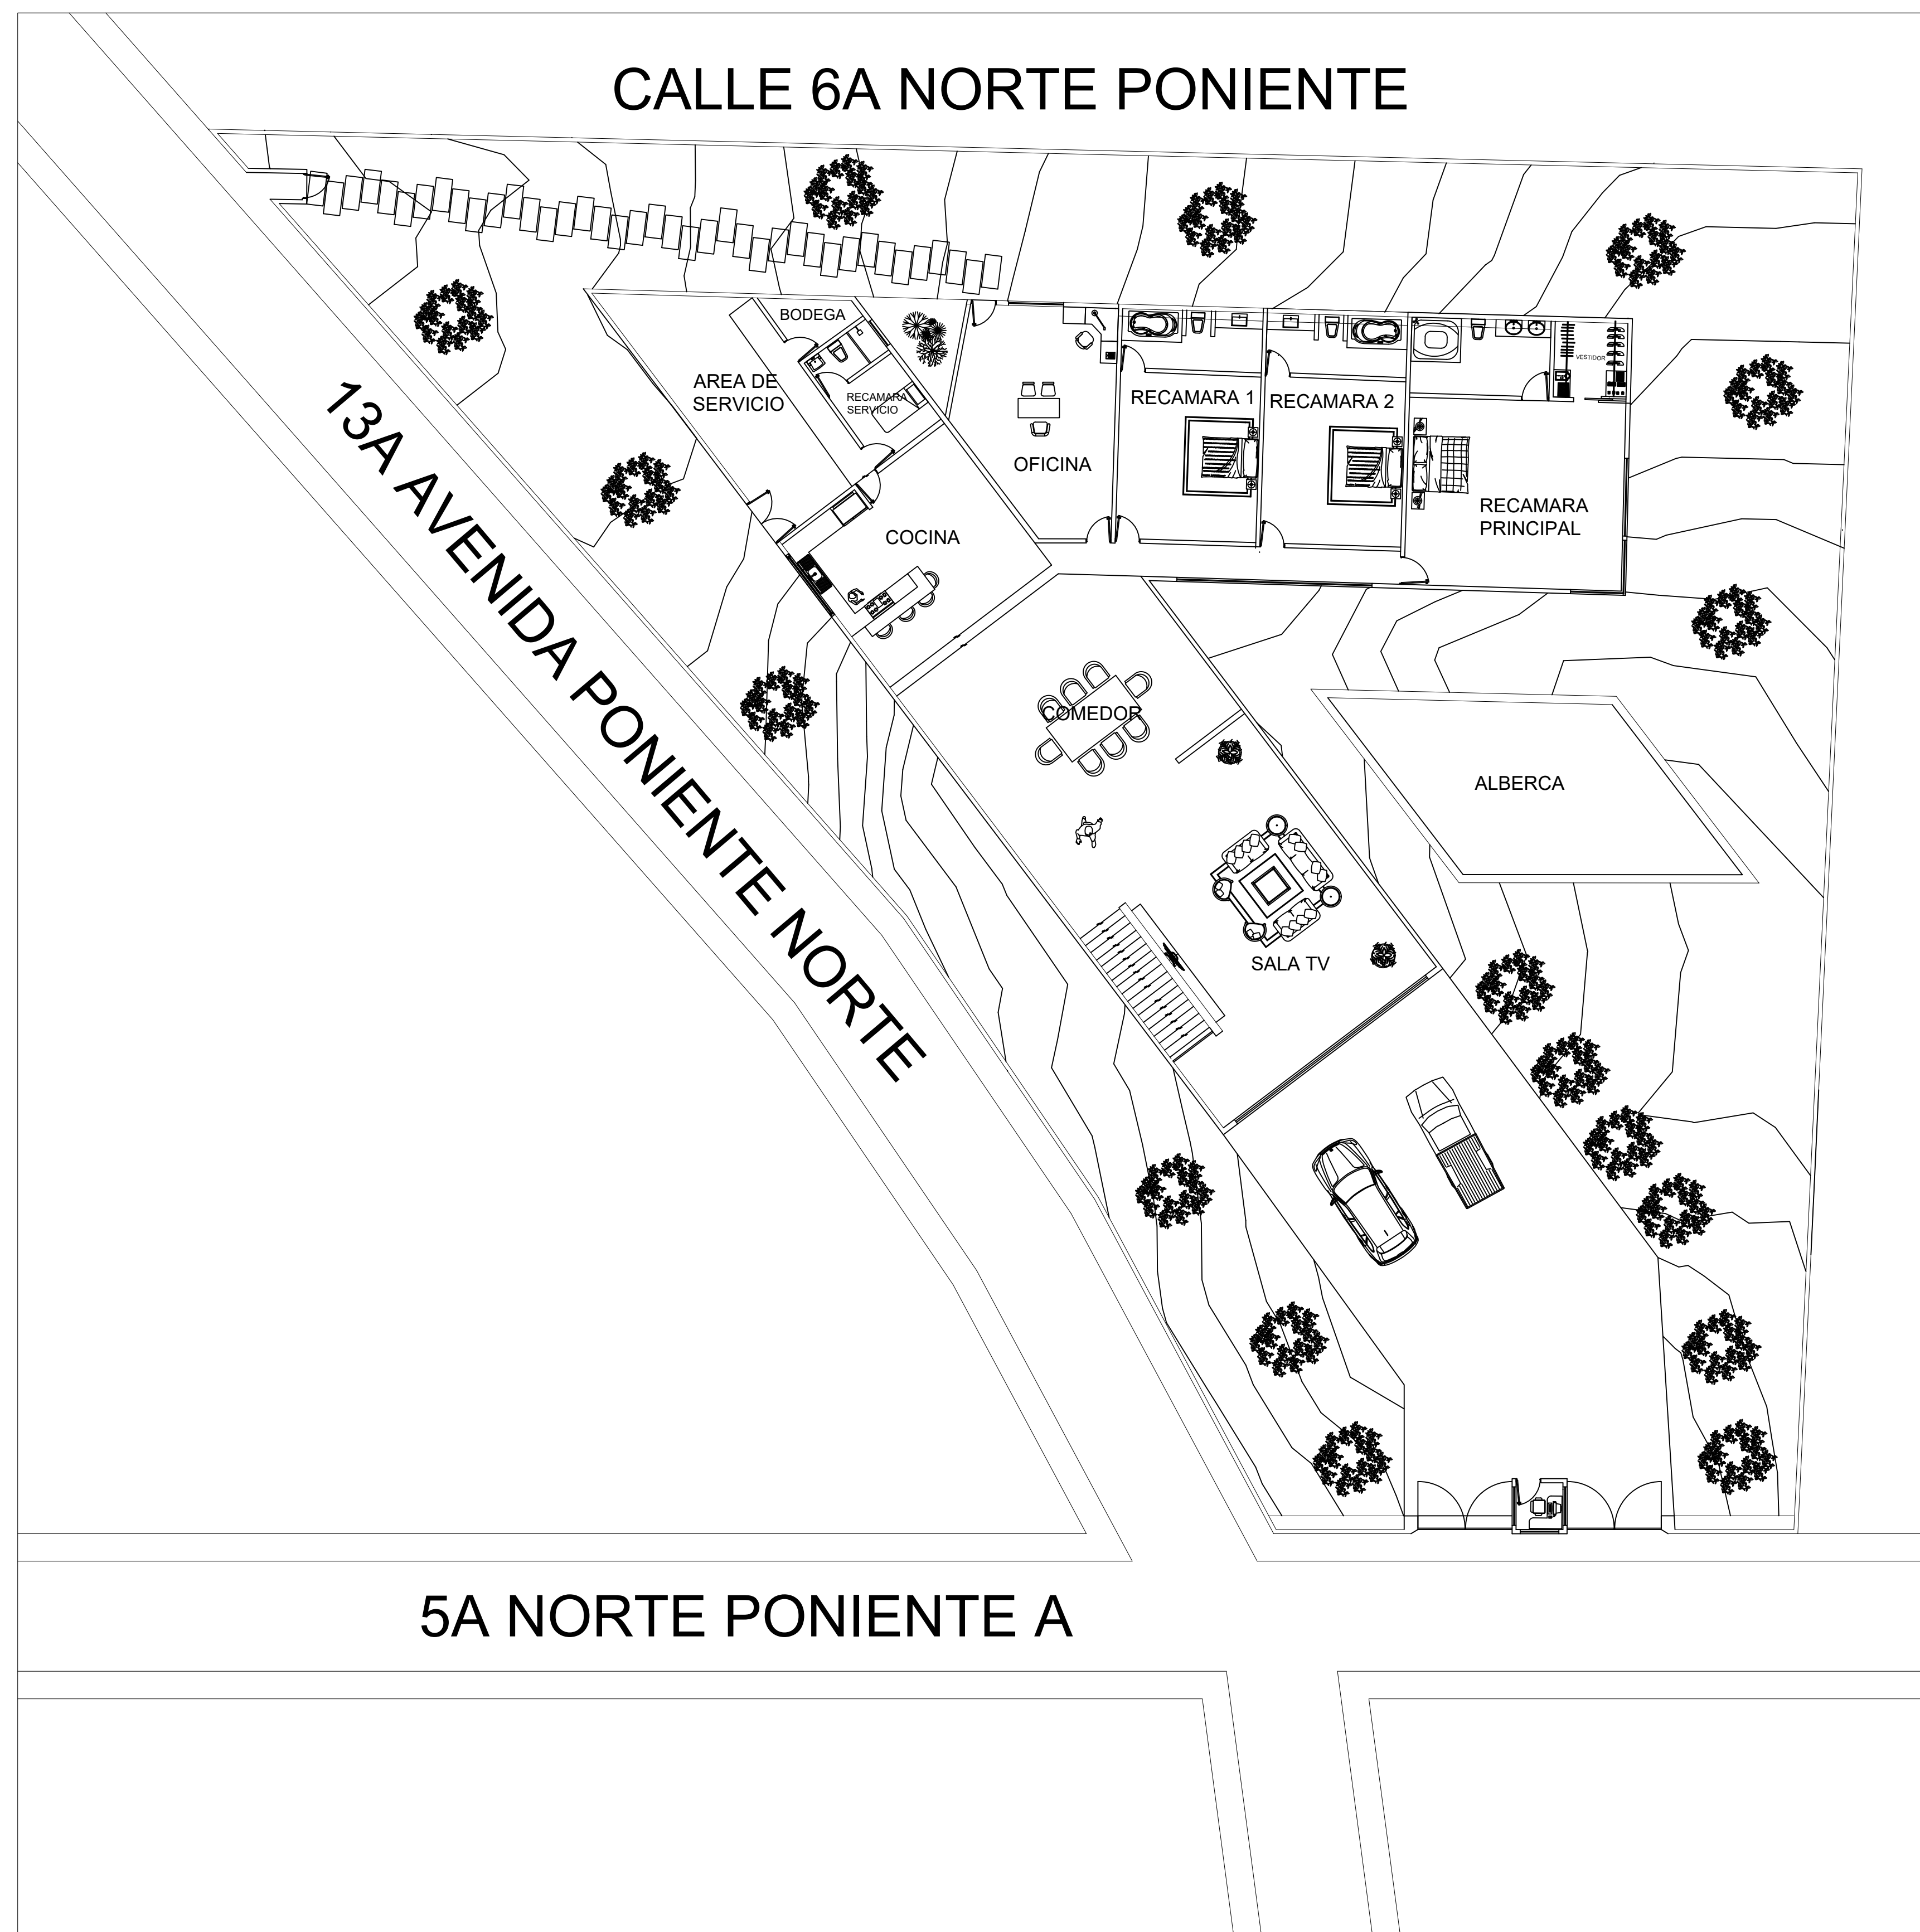 CALLE 6A NORTE PONIENTE
BODEGA
VESTIDOR
AREA DE
SERVICIO
RECAMARA
SERVICIO
RECAMARA 1
RECAMARA 2
OFICINA
RECAMARA
PRINCIPAL
COCINA
13A AVENIDA PONIENTE NORTE
COMEDOR
ALBERCA
SALA TV
5A NORTE PONIENTE A